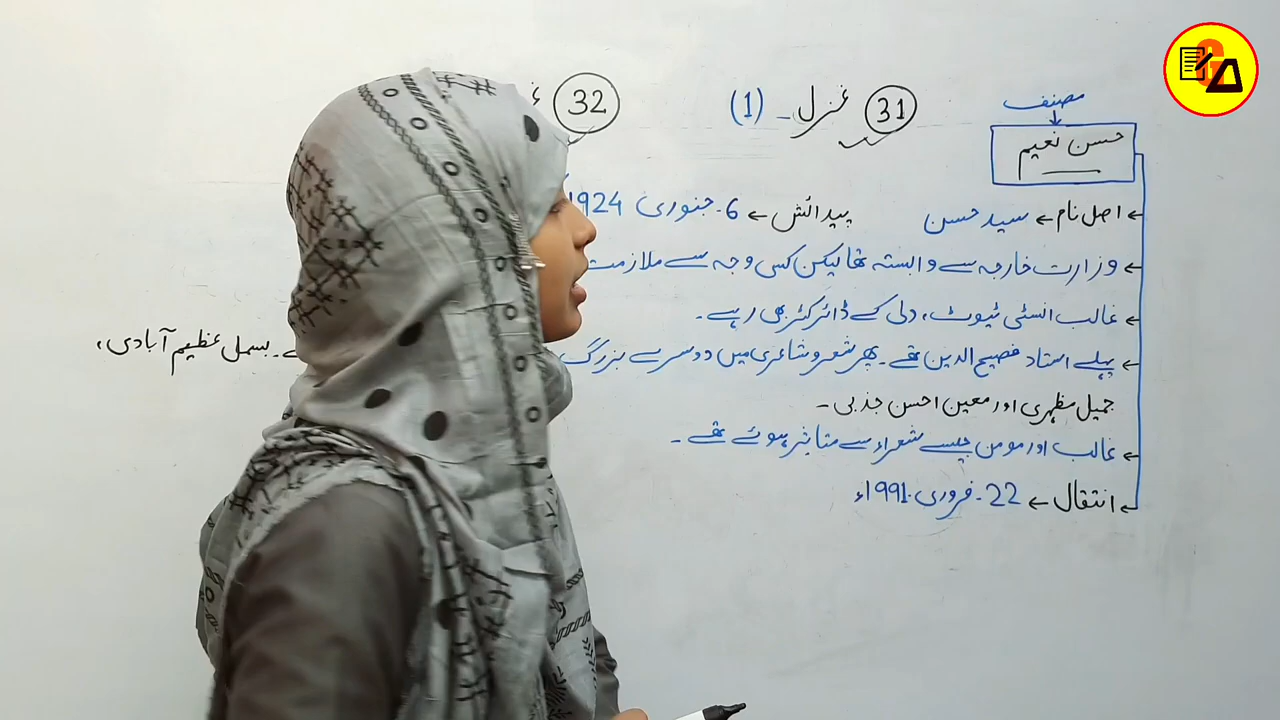 مصنف
حسن نعیم
31 غزل ۔ (1)
32
اصل نام ← سید حسن
پیدائش ← 6۔ جنوری 1924
وزارت خارجہ سے وابستہ تھا لیکن کسی وجہ سے ملازمت
غالب انسٹی ٹیوٹ، دلی کے ڈائرکٹر بھی رہے۔
پہلے استاد فصیح الدین تھے۔ پھر شعر و شاعری میں دوسرے بزرگ
۔ بسمل عظیم آبادی،
جمیل مظہری اور معین احسن جذبی ۔
غالب اور مومن جیسے شعراء سے متاثر ہوئے تھے ۔
انتقال ← 22۔ فروری 1991ء